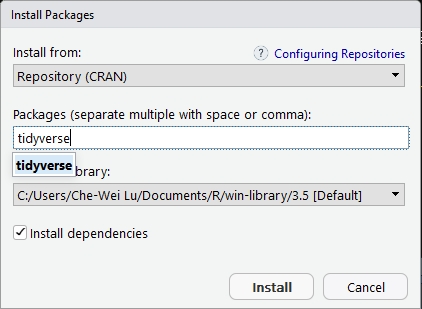 Install Packages
Install from:
? Configuring Repositories
Repository (CRAN)
Packages (separate multiple with space or comma):
tidyverse
tidyverse
brary:
C:/Users/Che-Wei Lu/Documents/R/win-library/3.5 [Default]
Install dependencies
Install
Cancel